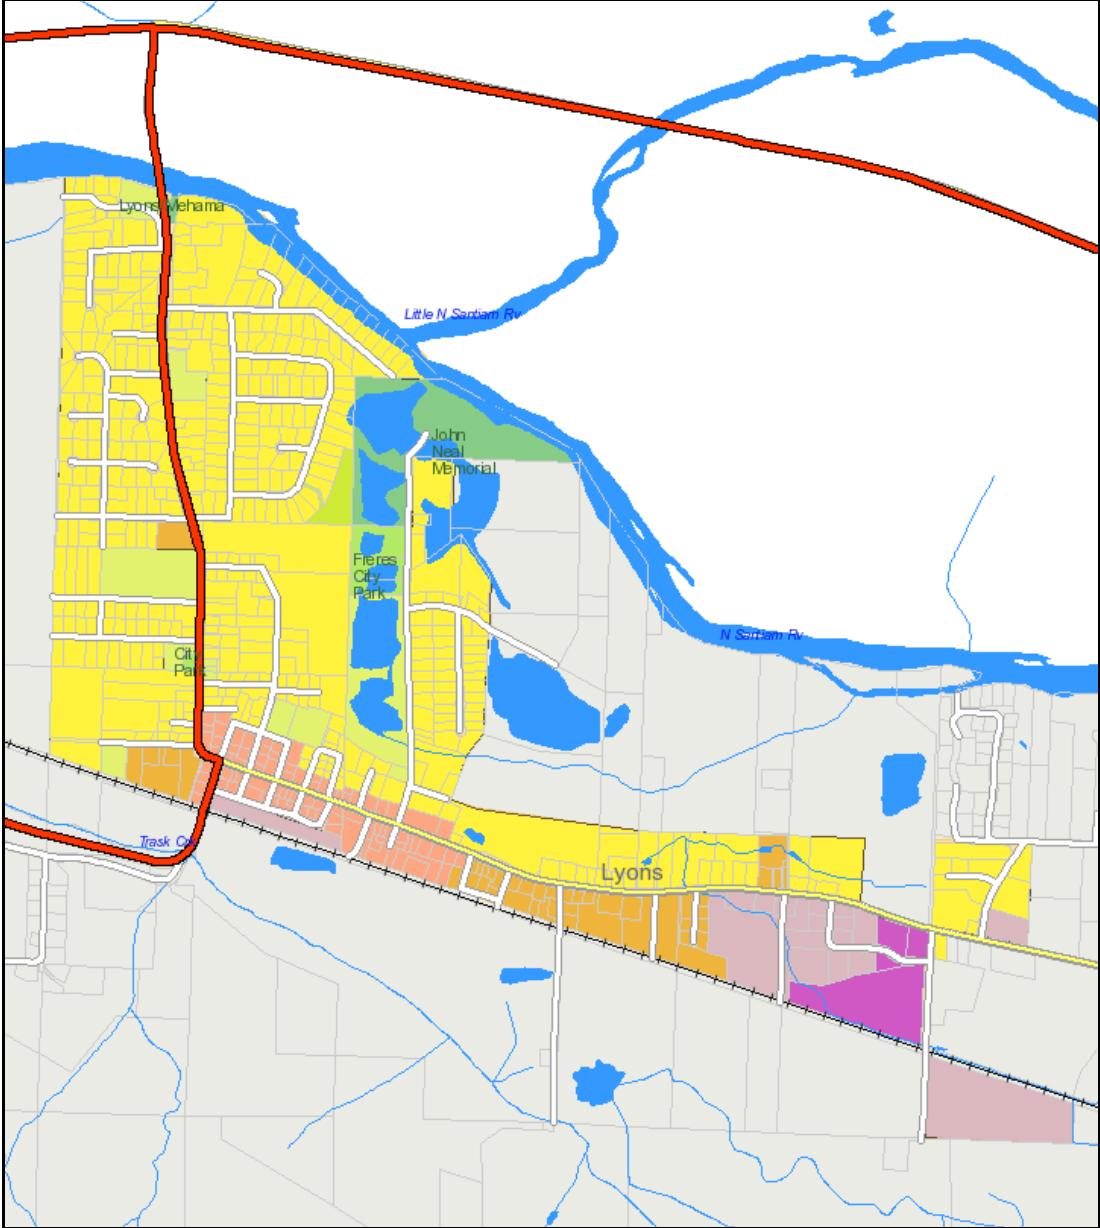 Lyons Mehama
Little N Santiam Rv
John
Neal
Memorial
Freres
City
Park
N Santiam Rv
City
Park
Trask Crk
Lyons